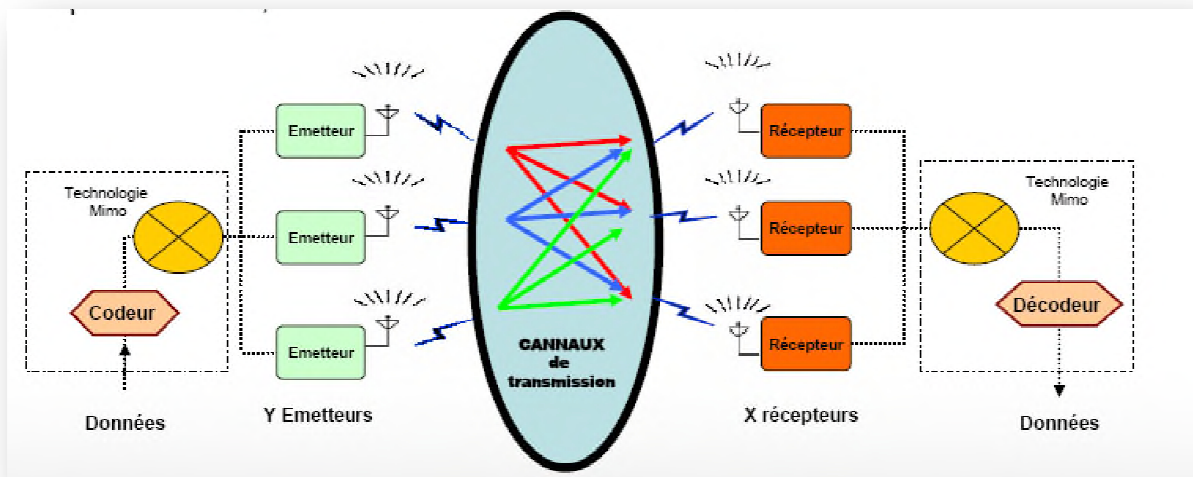 Technologie
Mimo
Codeur
Données
Emetteur
Emetteur
Emetteur
Y Emetteurs
CANNAUX
de
transmission
Récepteur
Récepteur
Récepteur
X récepteurs
Technologie
Mimo
Décodeur
Données